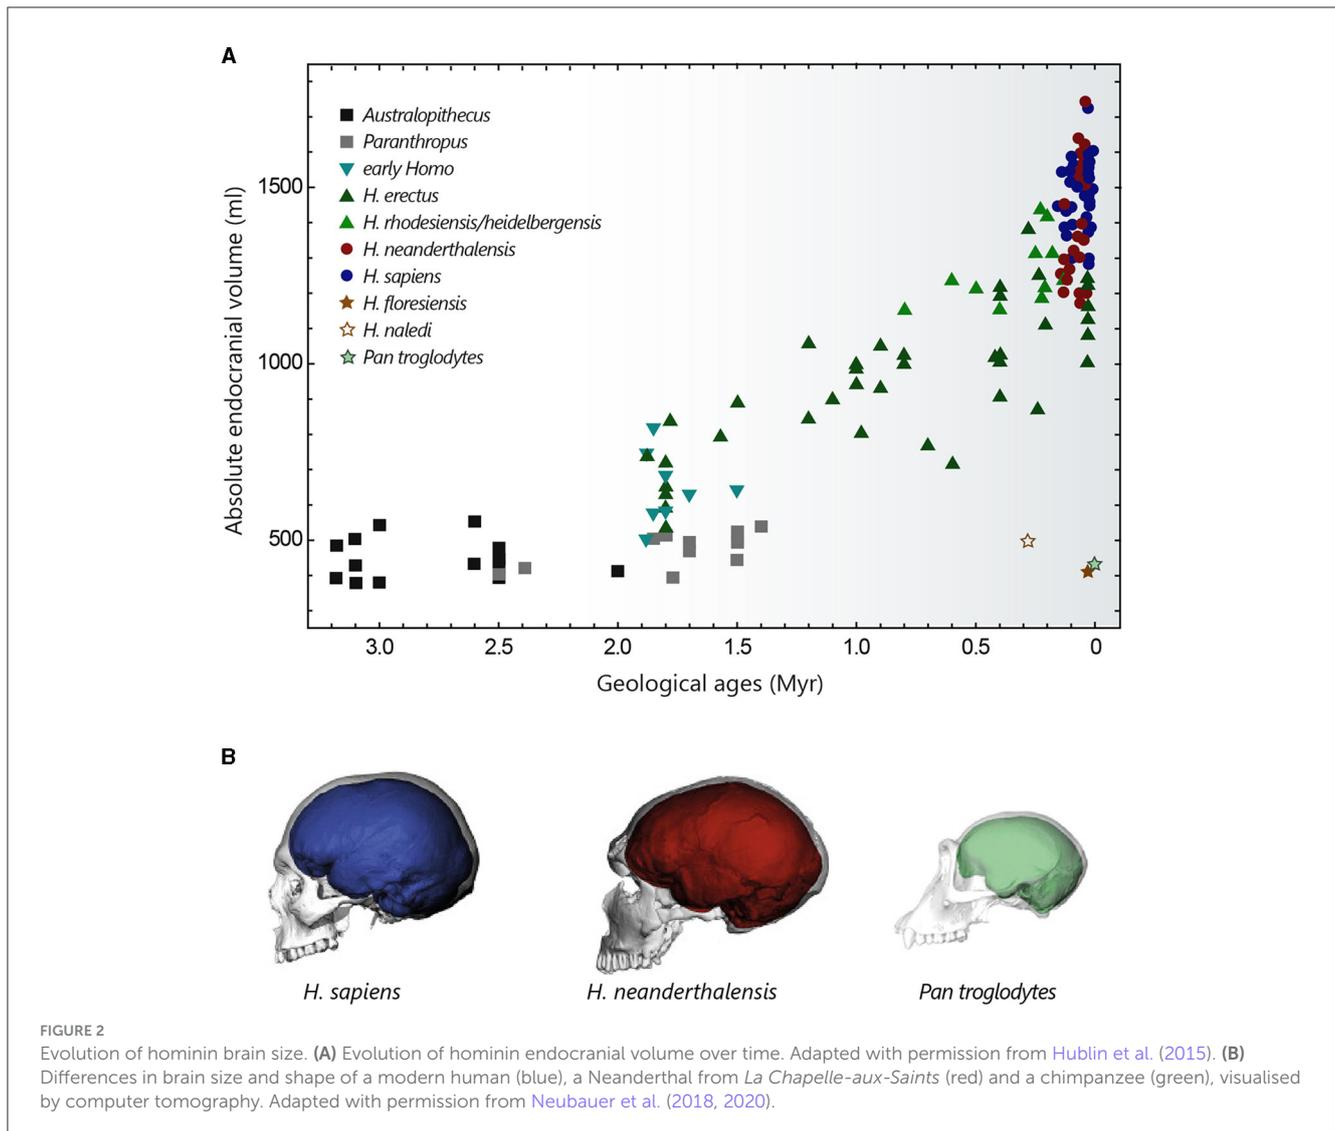 A
Australopithecus
Paranthropus
early Homo
H. erectus
H. rhodesiensis/heidelbergensis
H. neanderthalensis
H. sapiens
H. floresiensis
H. naledi
Pan troglodytes
Absolute endocranial volume (ml)
1500
1000
500
3.0 2.5 2.0 1.5 1.0 0.5 0
Geological ages (Myr)
B
H. sapiens H. neanderthalensis Pan troglodytes
FIGURE 2
Evolution of hominin brain size. (A) Evolution of hominin endocranial volume over time. Adapted with permission from Hublin et al. (2015). (B)
Differences in brain size and shape of a modern human (blue), a Neanderthal from La Chapelle-aux-Saints (red) and a chimpanzee (green), visualised
by computer tomography. Adapted with permission from Neubauer et al. (2018, 2020).